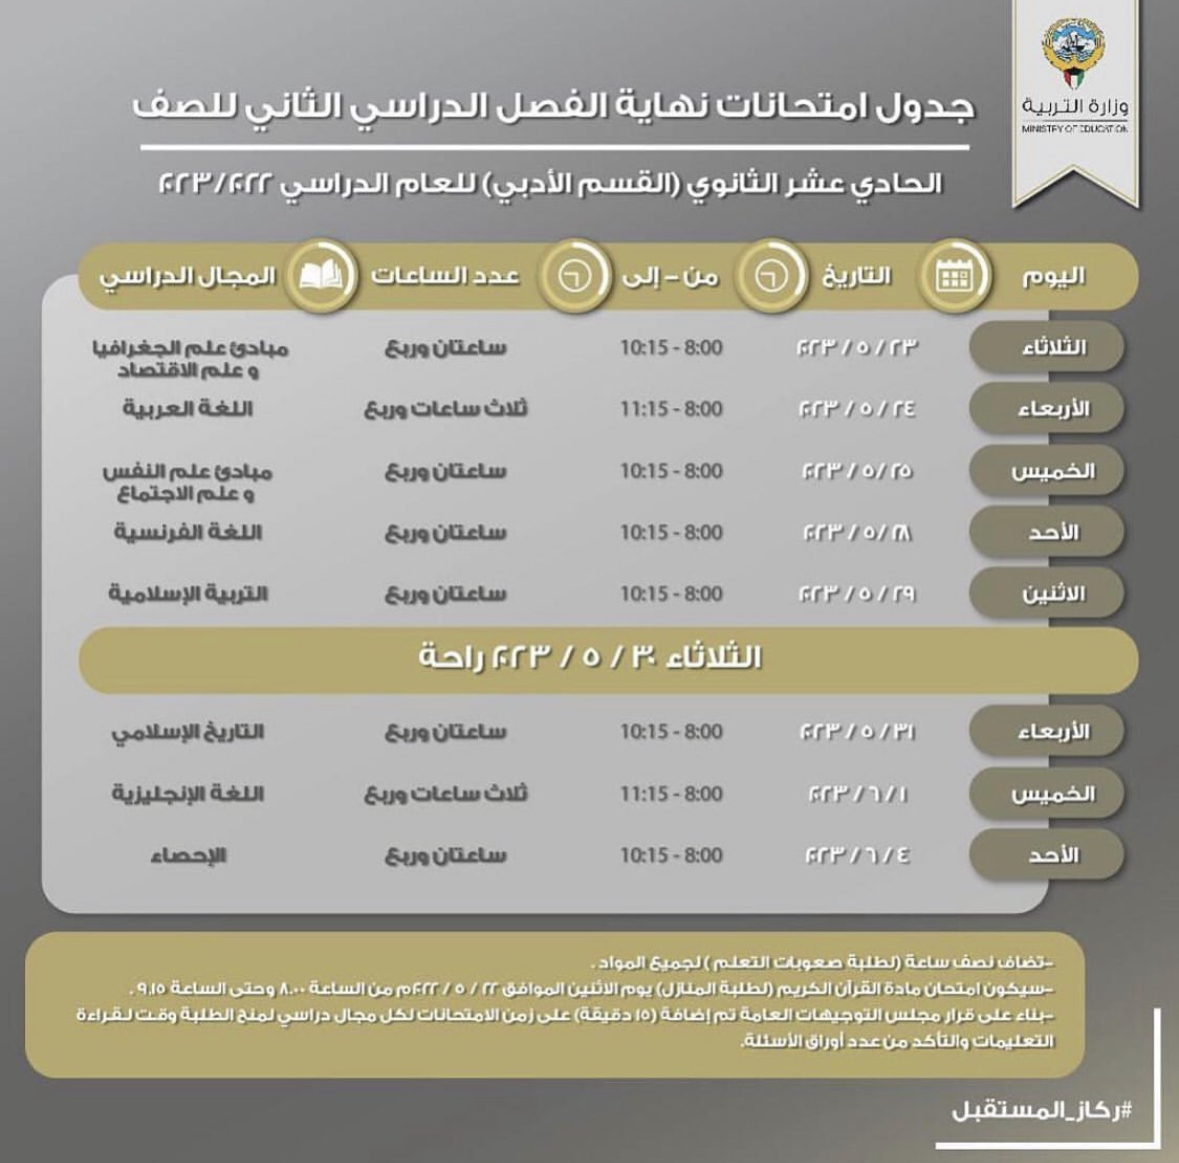 وزارة التربية
MINISTRY OF EDUCATION
جدول امتحانات نهاية الفصل الدراسي الثاني للصف
الحادي عشر الثانوي (القسم الأدبي) للعام الدراسي ٢٠٢٣/٢٠٢٢
اليوم التاريخ من - إلى عدد الساعات المجال الدراسي
الثلاثاء ٢٠٢٣ / ٥ / ٢٣ 10:15 - 8:00 ساعتان وربع مبادئ علم الجغرافيا
و علم الاقتصاد
الأربعاء ٢٠٢٣ / ٥ / ٢٤ 11:15 - 8:00 ثلاث ساعات وربع اللغة العربية
الخميس ٢٠٢٣ / ٥ / ٢٥ 10:15 - 8:00 ساعتان وربع مبادئ علم النفس
و علم الاجتماع
الأحد ٢٠٢٣ / ٥ / ٢٨ 10:15 - 8:00 ساعتان وربع اللغة الفرنسية
الاثنين ٢٠٢٣ / ٥ / ٢٩ 10:15 - 8:00 ساعتان وربع التربية الإسلامية
الثلاثاء ٣٠ / ٥ / ٢٠٢٣ راحة
الأربعاء ٢٠٢٣ / ٥ / ٣١ 10:15 - 8:00 ساعتان وربع التاريخ الإسلامي
الخميس ٢٠٢٣ / ٦ / ١ 11:15 - 8:00 ثلاث ساعات وربع اللغة الإنجليزية
الأحد ٢٠٢٣ / ٦ / ٤ 10:15 - 8:00 ساعتان وربع الإحصاء
-تضاف نصف ساعة (لطلبة صعوبات التعلم ) لجميع المواد .
-سيكون امتحان مادة القرآن الكريم (لطلبة المنازل) يوم الاثنين الموافق ٢٢ / ٥ / ٢٠٢٢م من الساعة ٨.٠٠ وحتى الساعة ٩.١٥ .
-بناء على قرار مجلس التوجيهات العامة تم إضافة (١٥ دقيقة) على زمن الامتحانات لكل مجال دراسي لمنح الطلبة وقت لقراءة
التعليمات والتأكد من عدد أوراق الأسئلة.
#ركاز_المستقبل